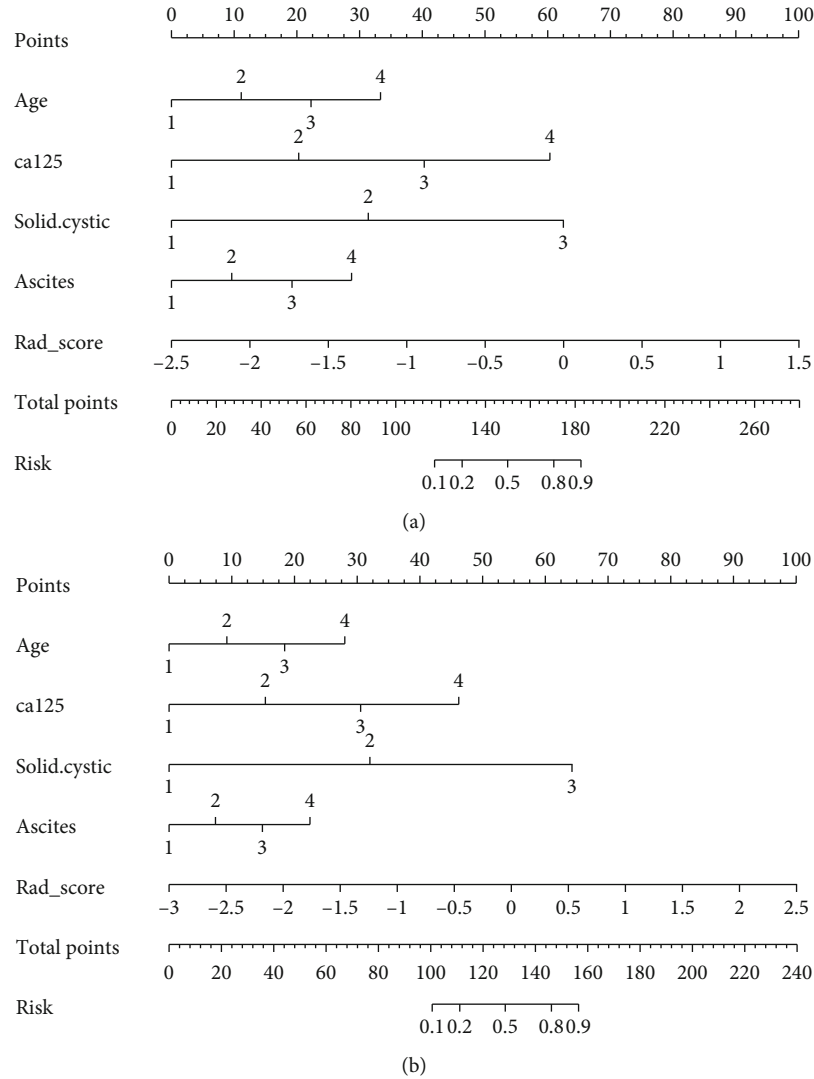 0 10 20 30 40 50 60 70 80 90 100
Points
2 4
Age
1 3
2 4
ca125
1 3
2
Solid.cystic
1 3
2 4
Ascites
1 3
Rad_score
−2.5 −2 −1.5 −1 −0.5 0 0.5 1 1.5
Total points
0 20 40 60 80 100 140 180 220 260
Risk
0.1 0.2 0.5 0.8 0.9
(a)
0 10 20 30 40 50 60 70 80 90 100
Points
2 4
Age
1 3
2 4
ca125
1 3
2
Solid.cystic
1 3
2 4
Ascites
1 3
Rad_score
−3 −2.5 −2 −1.5 −1 −0.5 0 0.5 1 1.5 2 2.5
Total points
0 20 40 60 80 100 120 140 160 180 200 220 240
Risk
0.1 0.2 0.5 0.8 0.9
(b)